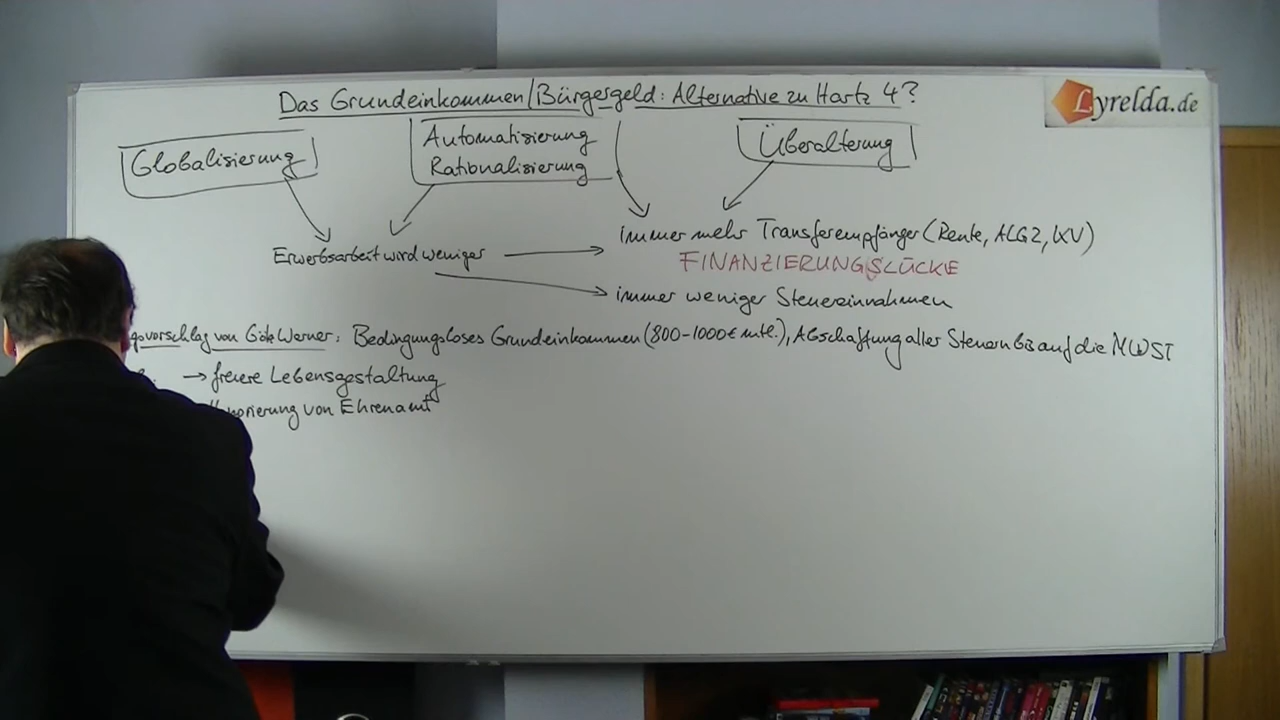 Das Grundeinkommen/Bürgergeld: Alternative zu Hartz 4?
Lyrelda.de
Globalisierung
Automatisierung
Rationalisierung
Überalterung
immer mehr Transferempfänger (Rente, ALG2, KV)
Erwerbsarbeit wird weniger
FINANZIERUNGSLÜCKE
immer weniger Steuereinnahmen
von Götz Werner: Bedingungsloses Grundeinkommen (800-1000€ mtl.), Abschaffung aller Steuern bis auf die MWST
→ freiere Lebensgestaltung
von Ehrenamt